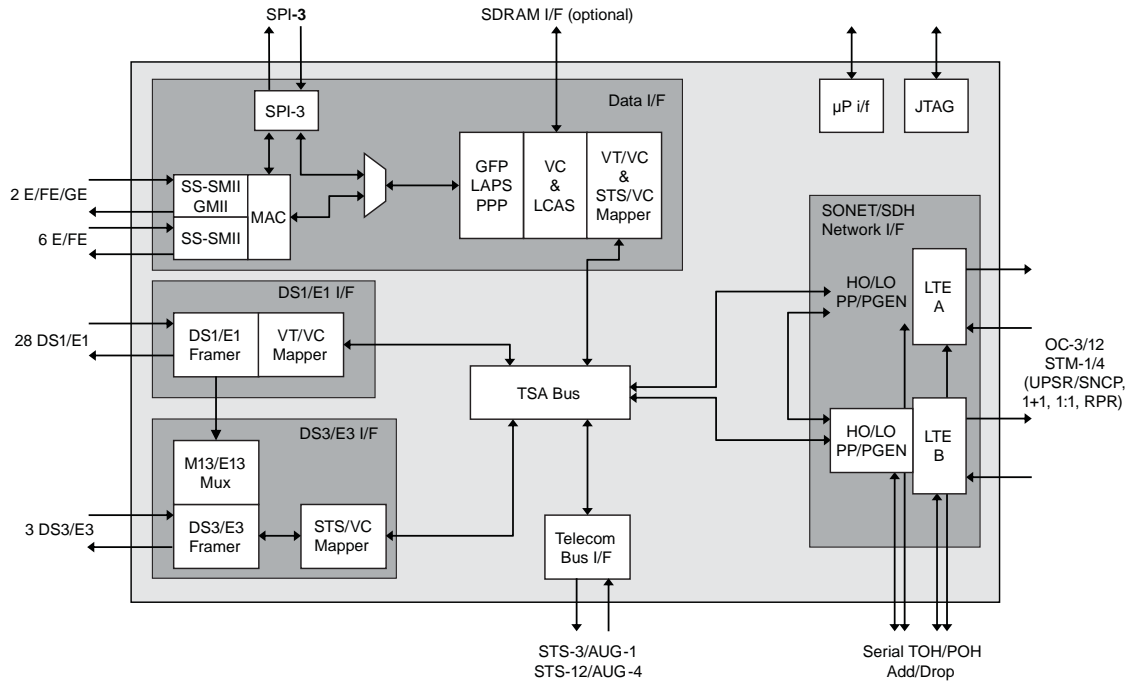 SPI-3
SDRAM I/F (optional)
Data I/F
SPI-3
µP i/f
JTAG
2 E/FE/GE
6 E/FE
SS-SMII
GMII
SS-SMII
MAC
GFP
LAPS
PPP
VC
&
LCAS
VT/VC
&
STS/VC
Mapper
SONET/SDH
Network I/F
HO/LO
PP/PGEN
LTE
A
DS1/E1 I/F
28 DS1/E1
DS1/E1
Framer
VT/VC
Mapper
TSA Bus
OC-3/12
STM-1/4
(UPSR/SNCP,
1+1, 1:1, RPR)
HO/LO
PP/PGEN
LTE
B
DS3/E3 I/F
M13/E13
Mux
3 DS3/E3
DS3/E3
Framer
STS/VC
Mapper
Telecom
Bus I/F
STS-3/AUG-1
STS-12/AUG-4
Serial TOH/POH
Add/Drop